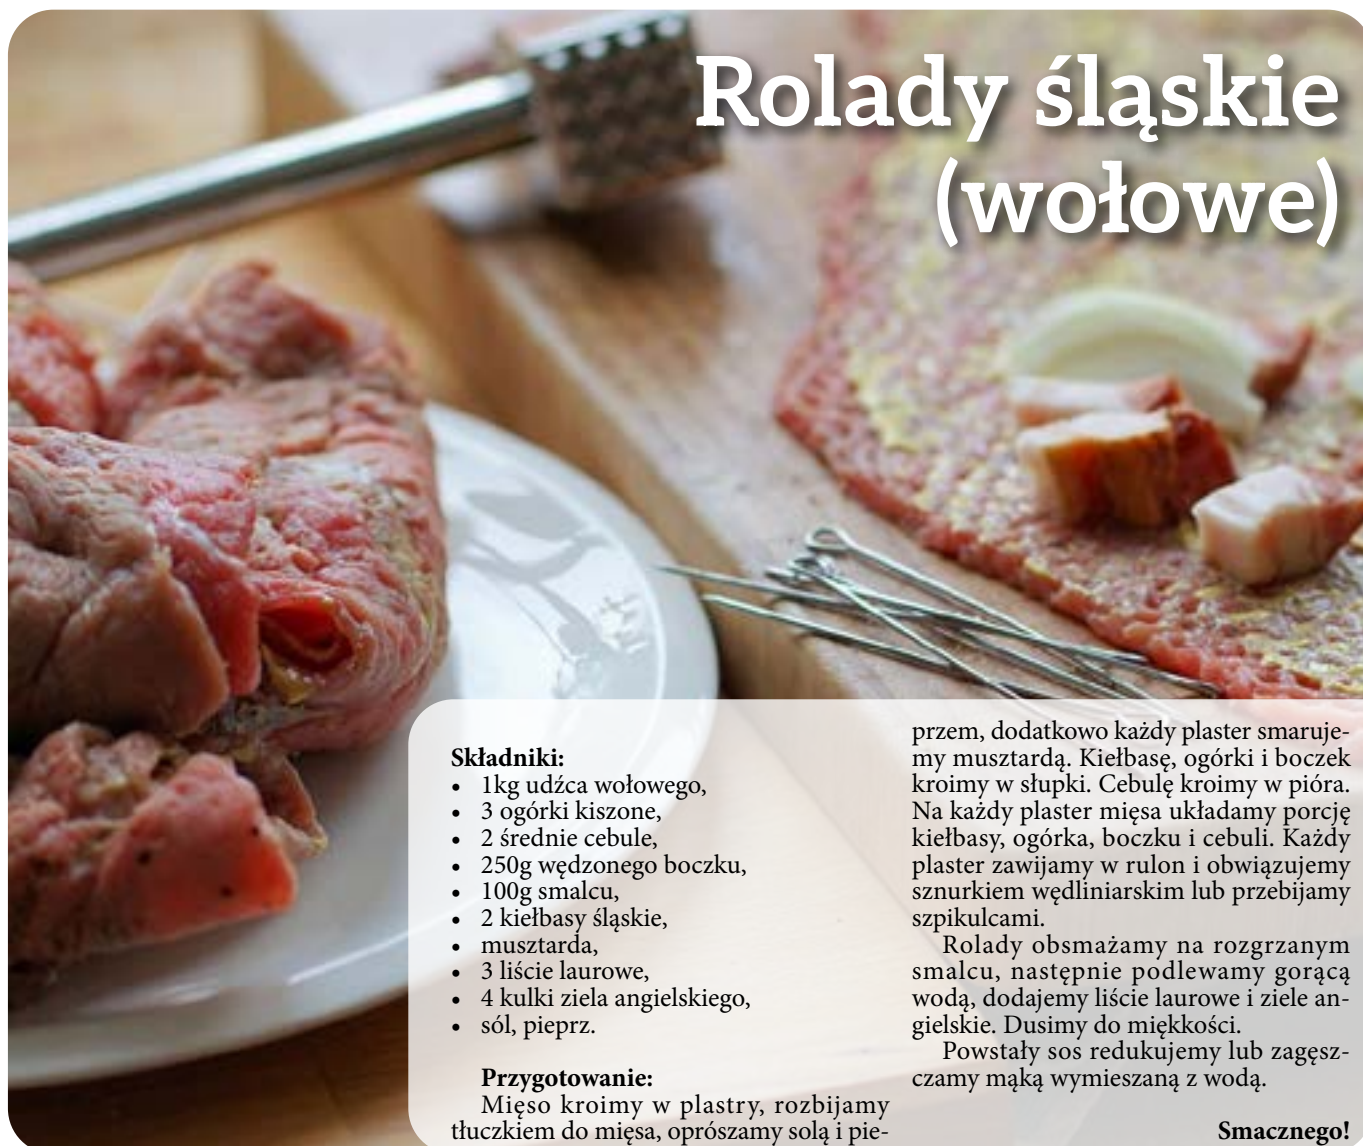 Rolady śląskie
(wołowe)
Składniki:
• 1kg udźca wołowego,
• 3 ogórki kiszone,
• 2 średnie cebule,
• 250g wędzonego boczku,
• 100g smalcu,
• 2 kiełbasy śląskie,
• musztarda,
• 3 liście laurowe,
• 4 kulki ziela angielskiego,
• sól, pieprz.
Przygotowanie:
Mięso kroimy w plastry, rozbijamy
tłuczkiem do mięsa, oprószamy solą i pie-
przem, dodatkowo każdy plaster smaruje-
my musztardą. Kiełbasę, ogórki i boczek
kroimy w słupki. Cebulę kroimy w pióra.
Na każdy plaster mięsa układamy porcję
kiełbasy, ogórka, boczku i cebuli. Każdy
plaster zawijamy w rulon i obwiązujemy
sznurkiem wędliniarskim lub przebijamy
szpikulcami.
Rolady obsmażamy na rozgrzanym
smalcu, następnie podlewamy gorącą
wodą, dodajemy liście laurowe i ziele an-
gielskie. Dusimy do miękkości.
Powstały sos redukujemy lub zagęsz-
czamy mąką wymieszaną z wodą.
Smacznego!